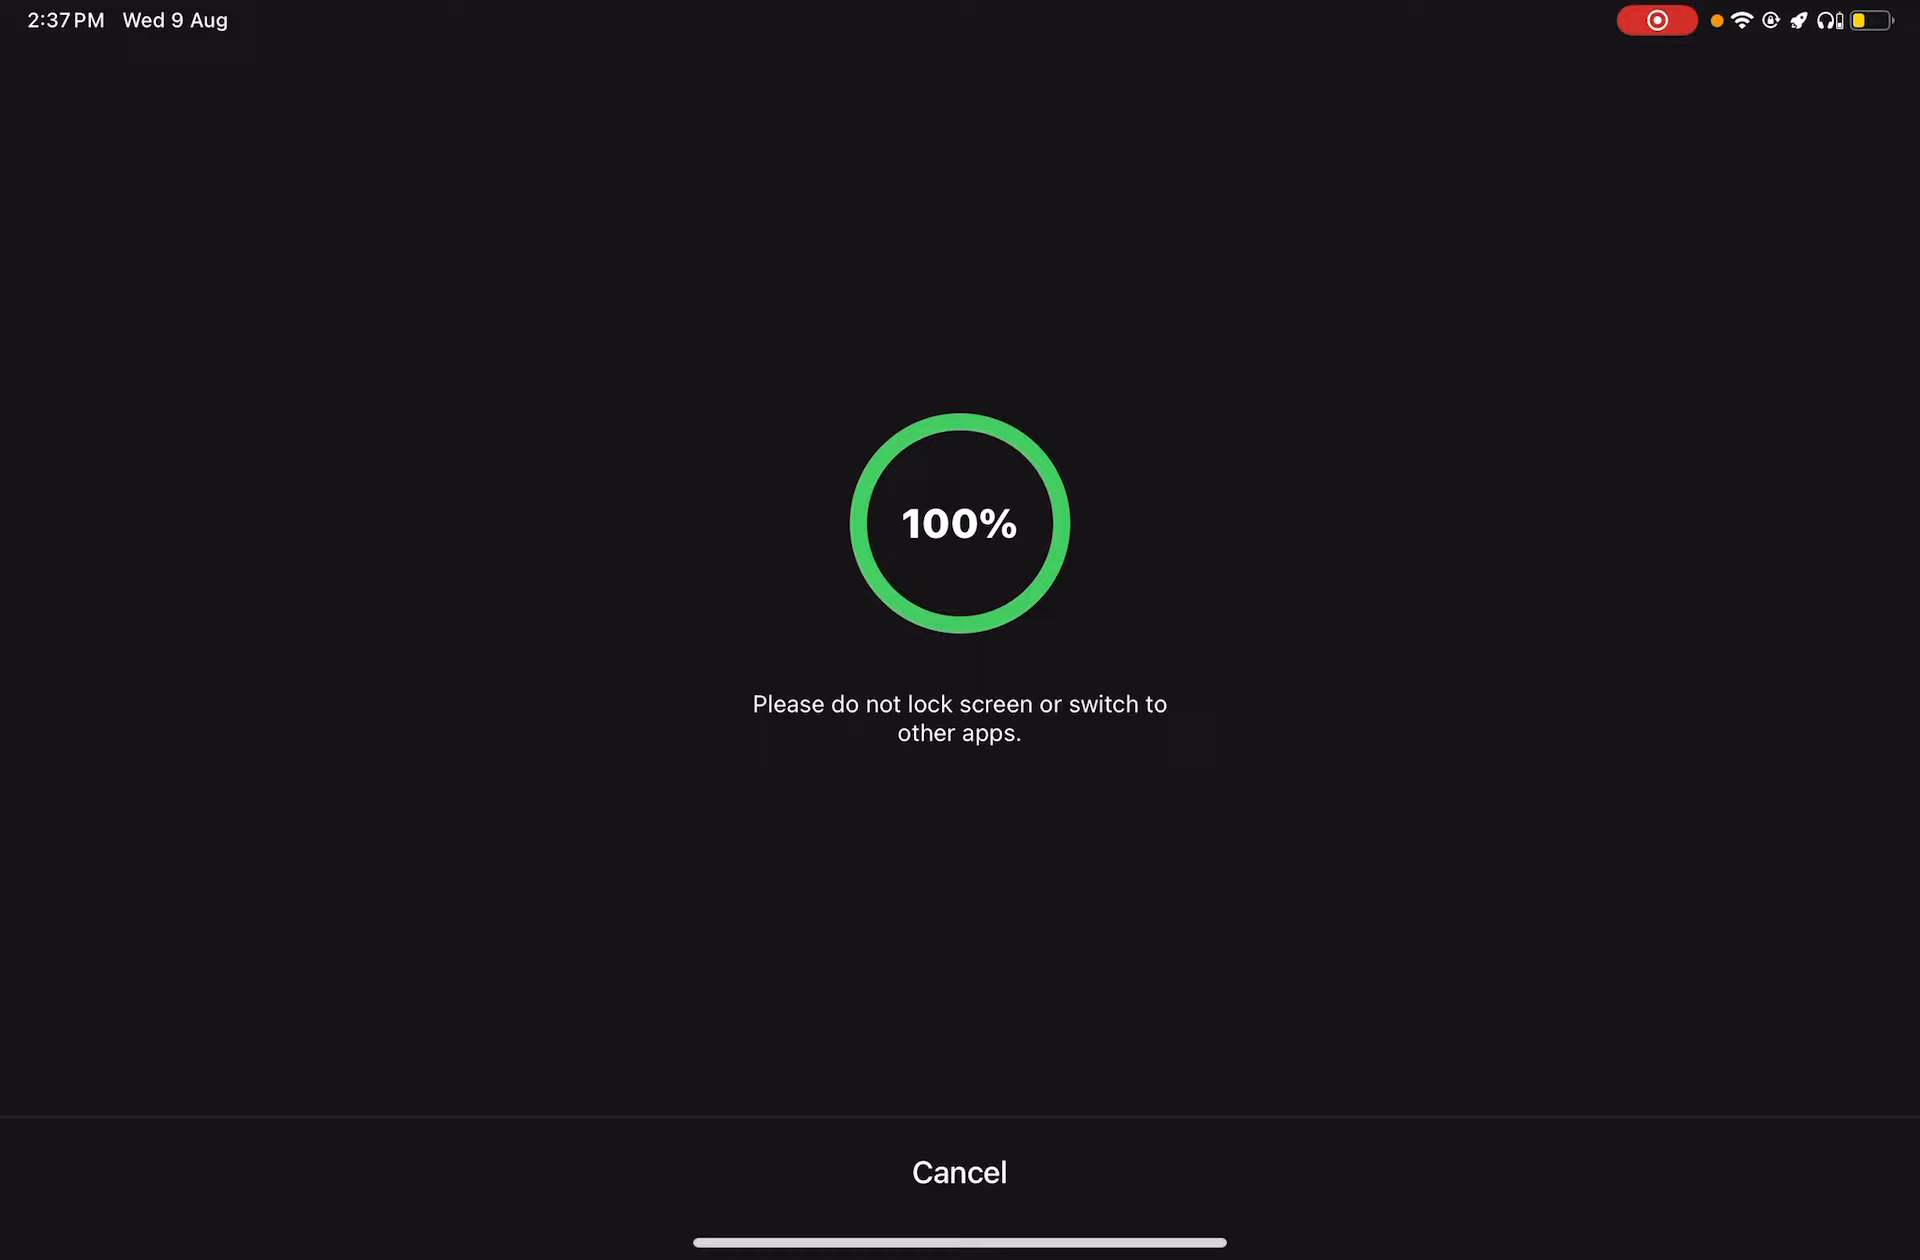 2:37 PM Wed 9 Aug
100%
Please do not lock screen or switch to
other apps.
Cancel